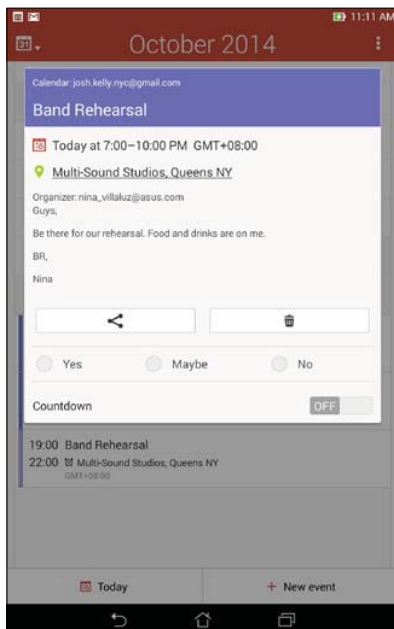 11:11 AM
31
October 2014
Calendar: josh.kelly.nyc@gmail.com
Band Rehearsal
Today at 7:00–10:00 PM GMT+08:00
Multi-Sound Studios, Queens NY
Organizer: nina_villaluz@asus.com
Guys,
Be there for our rehearsal. Food and drinks are on me.
BR,
Nina
Yes Maybe No
Countdown OFF
19:00 Band Rehearsal
22:00 Multi-Sound Studios, Queens NY
GMT+08:00
Today + New event